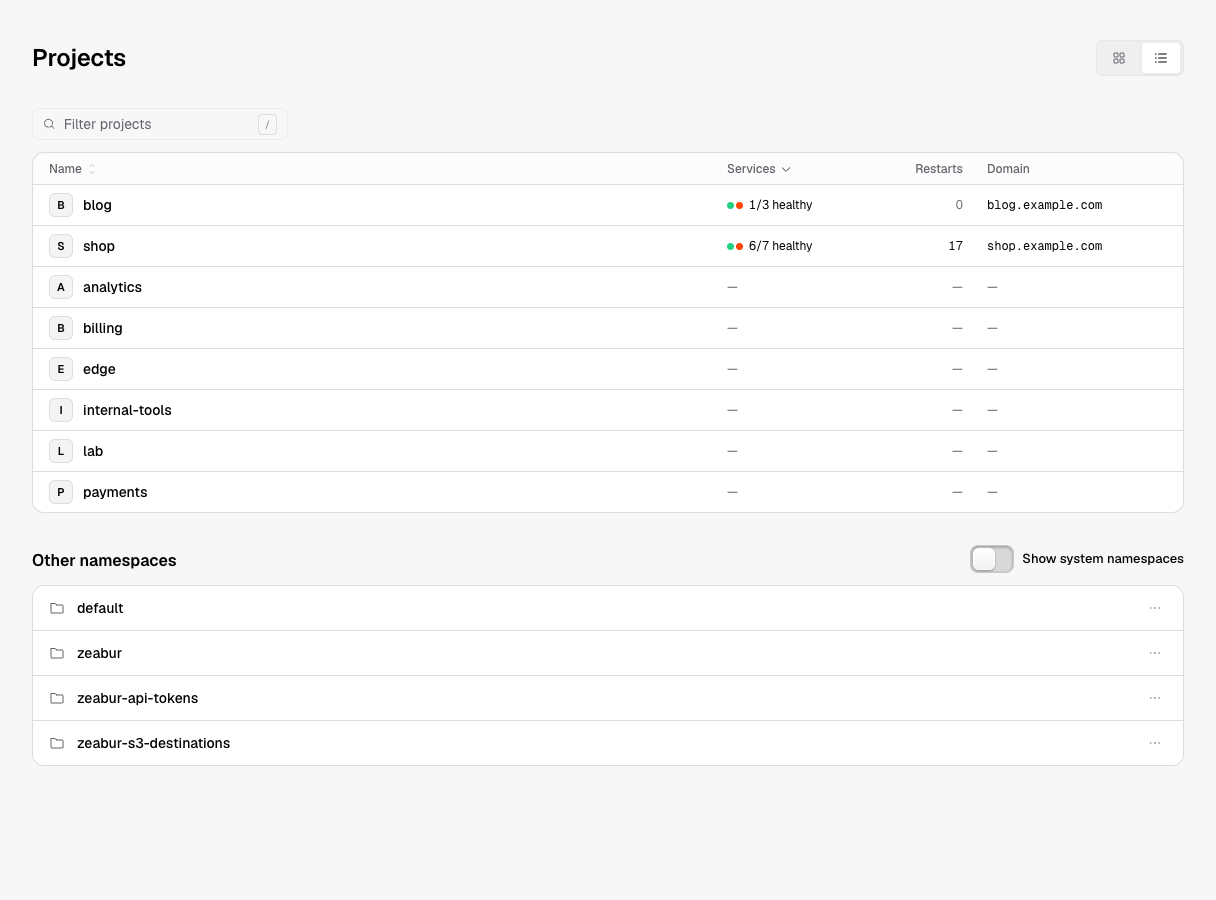 Projects
Filter projects /
Name Services Restarts Domain
B blog 1/3 healthy 0 blog.example.com
S shop 6/7 healthy 17 shop.example.com
A analytics — — —
B billing — — —
E edge — — —
I internal-tools — — —
L lab — — —
P payments — — —
Other namespaces Show system namespaces
default
zeabur
zeabur-api-tokens
zeabur-s3-destinations